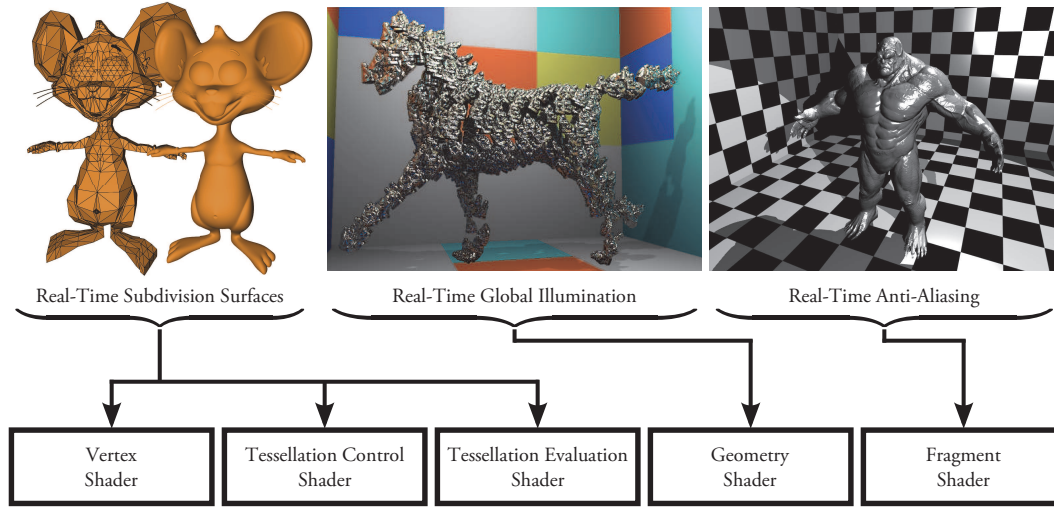 Real-Time Subdivision Surfaces
Real-Time Global Illumination
Real-Time Anti-Aliasing
Vertex
Shader
Tessellation Control
Shader
Tessellation Evaluation
Shader
Geometry
Shader
Fragment
Shader